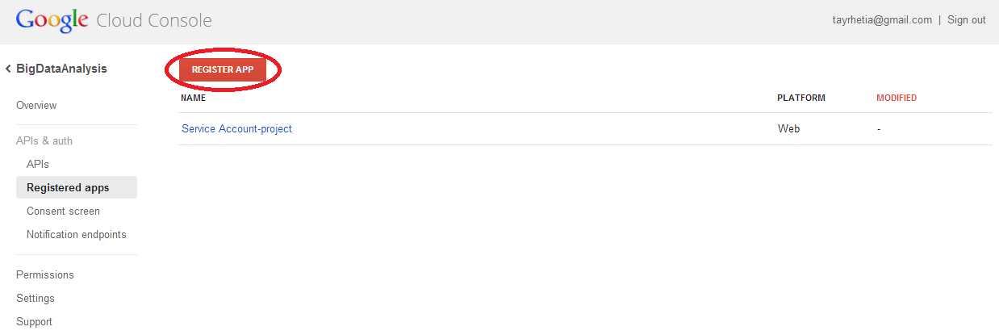 Google Cloud Console
tayrhetia@gmail.com | Sign out
BigDataAnalysis
REGISTER APP
Overview
APIs & auth
APIs
Registered apps
Consent screen
Notification endpoints
Permissions
Settings
Support
NAME PLATFORM MODIFIED
Service Account-project Web -